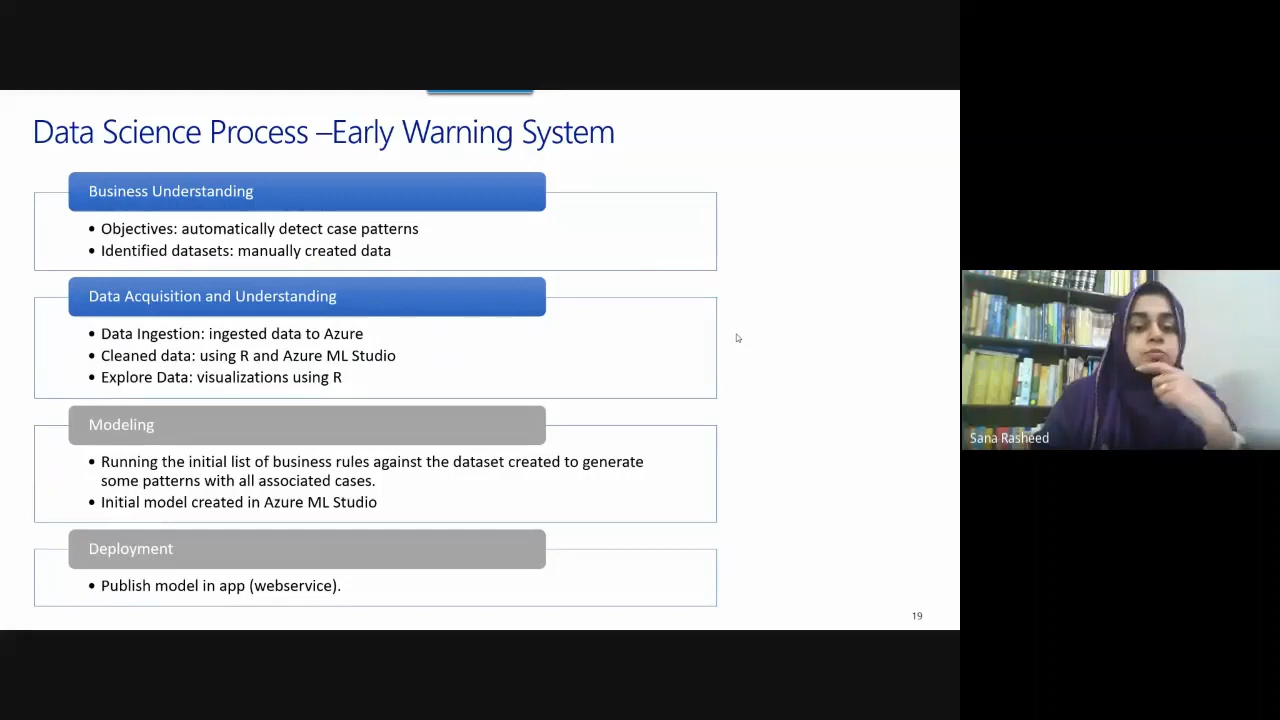 Data Science Process –Early Warning System
Business Understanding
• Objectives: automatically detect case patterns
• Identified datasets: manually created data
Data Acquisition and Understanding
• Data Ingestion: ingested data to Azure
• Cleaned data: using R and Azure ML Studio
• Explore Data: visualizations using R
Modeling
• Running the initial list of business rules against the dataset created to generate
some patterns with all associated cases.
• Initial model created in Azure ML Studio
Deployment
• Publish model in app (webservice).
19
Sana Rasheed